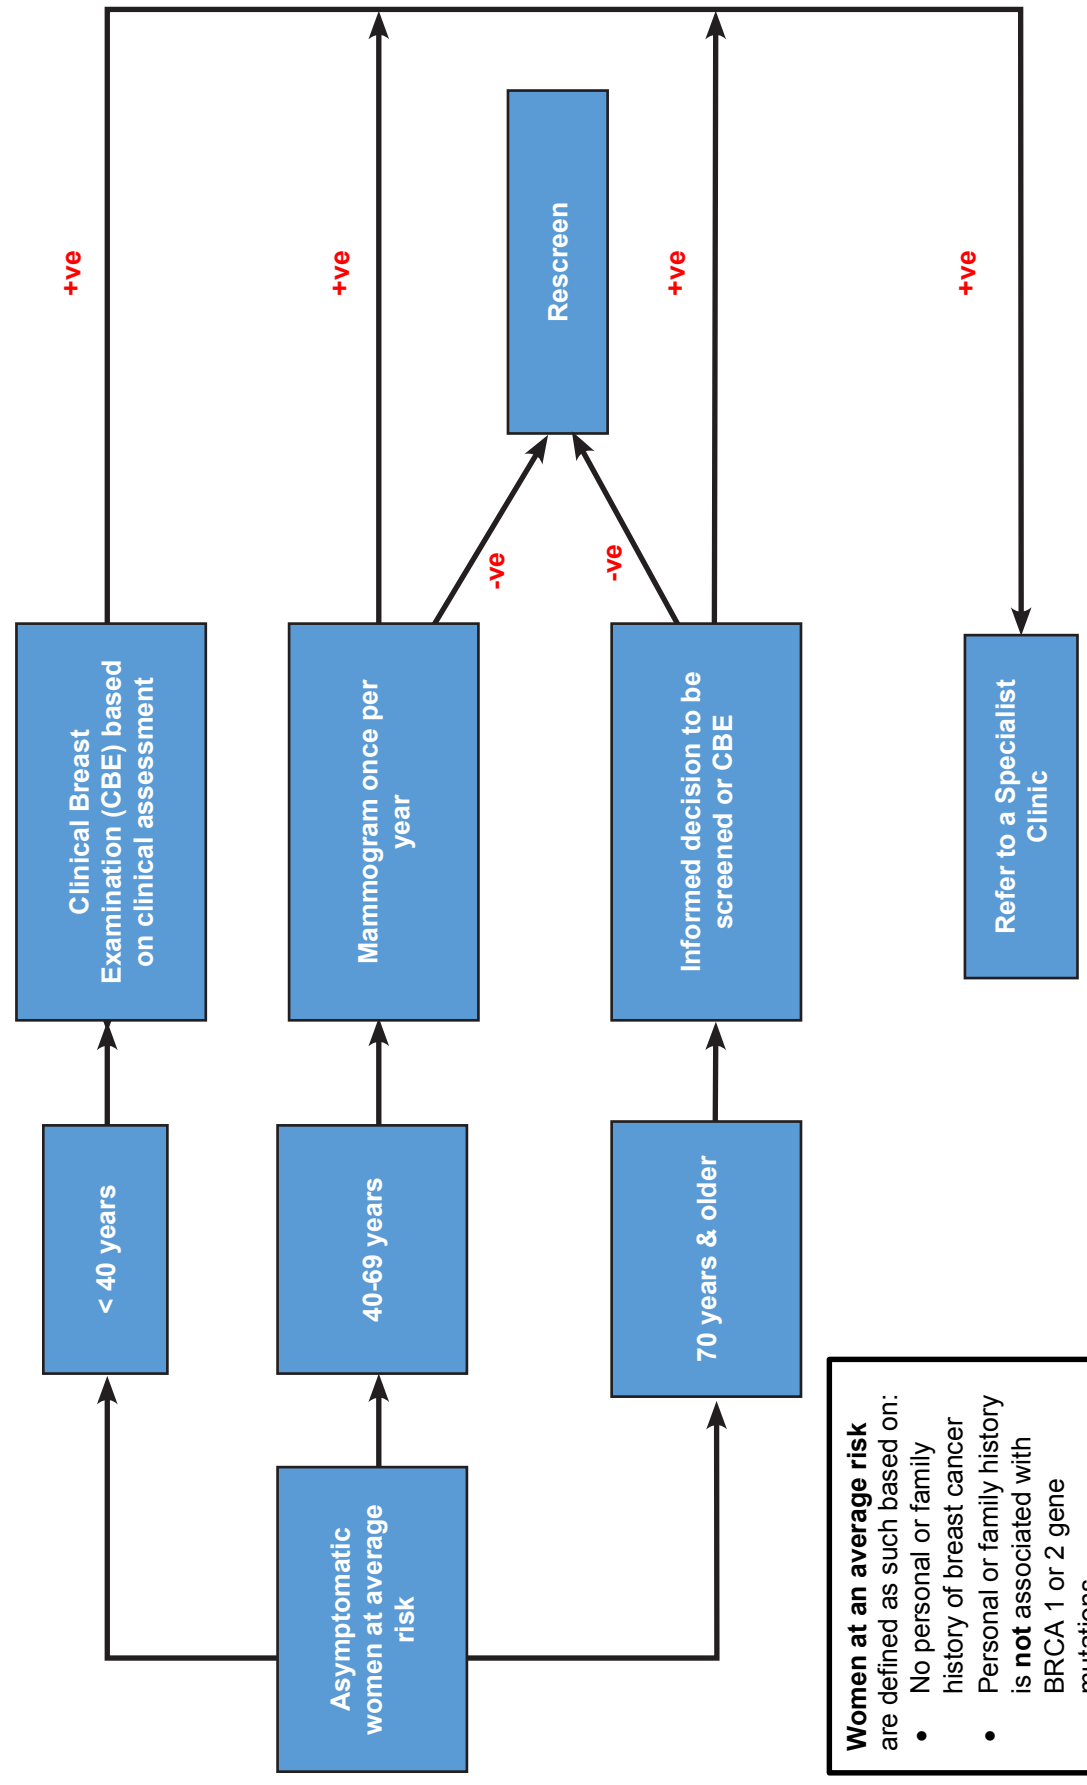 Asymptomatic
women at average
risk
< 40 years
40-69 years
70 years & older
Clinical Breast
Examination (CBE) based
on clinical assessment
Mammogram once per
year
Informed decision to be
screened or CBE
Refer to a Specialist
Clinic
+ve
+ve
-ve
-ve
+ve
+ve
Rescreen
Women at an average risk
are defined as such based on:
• No personal or family
history of breast cancer
• Personal or family history
is not associated with
BRCA 1 or 2 gene
mutations